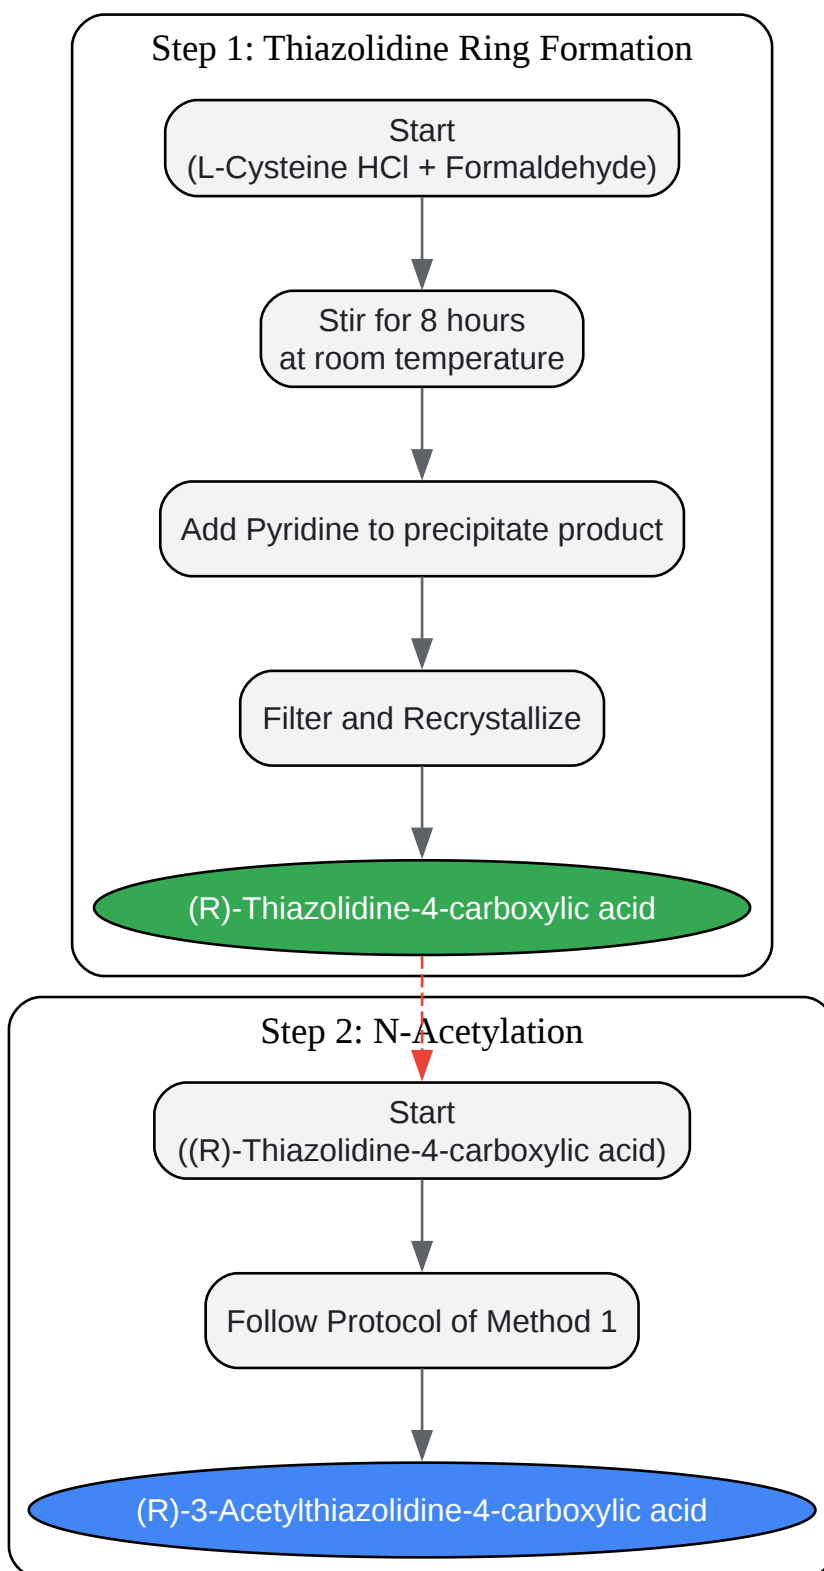 Step 1: Thiazolidine Ring Formation
Start
(L-Cysteine HCl + Formaldehyde)
Stir for 8 hours
at room temperature
Add Pyridine to precipitate product
Filter and Recrystallize
(R)-Thiazolidine-4-carboxylic acid
Step 2: N-Acetylation
Start
((R)-Thiazolidine-4-carboxylic acid)
Follow Protocol of Method 1
(R)-3-Acetylthiazolidine-4-carboxylic acid